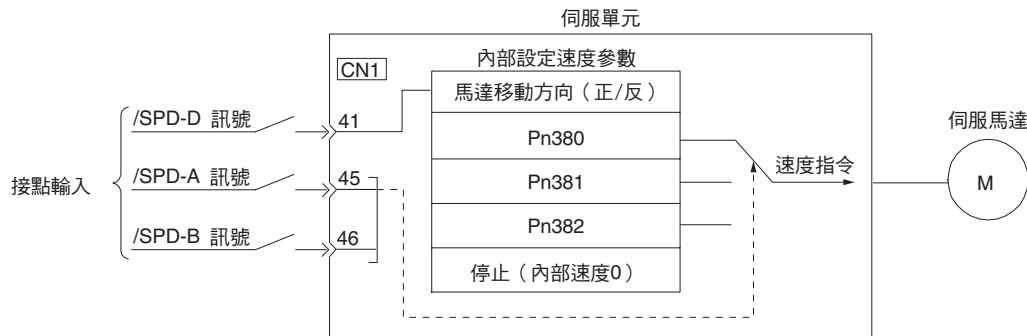 伺服單元
CN1
內部設定速度參數
馬達移動方向（正/反）
/SPD-D 訊號
41
Pn380
伺服馬達
接點輸入
/SPD-A 訊號
45
Pn381
速度指令
M
/SPD-B 訊號
46
Pn382
停止（內部速度0）